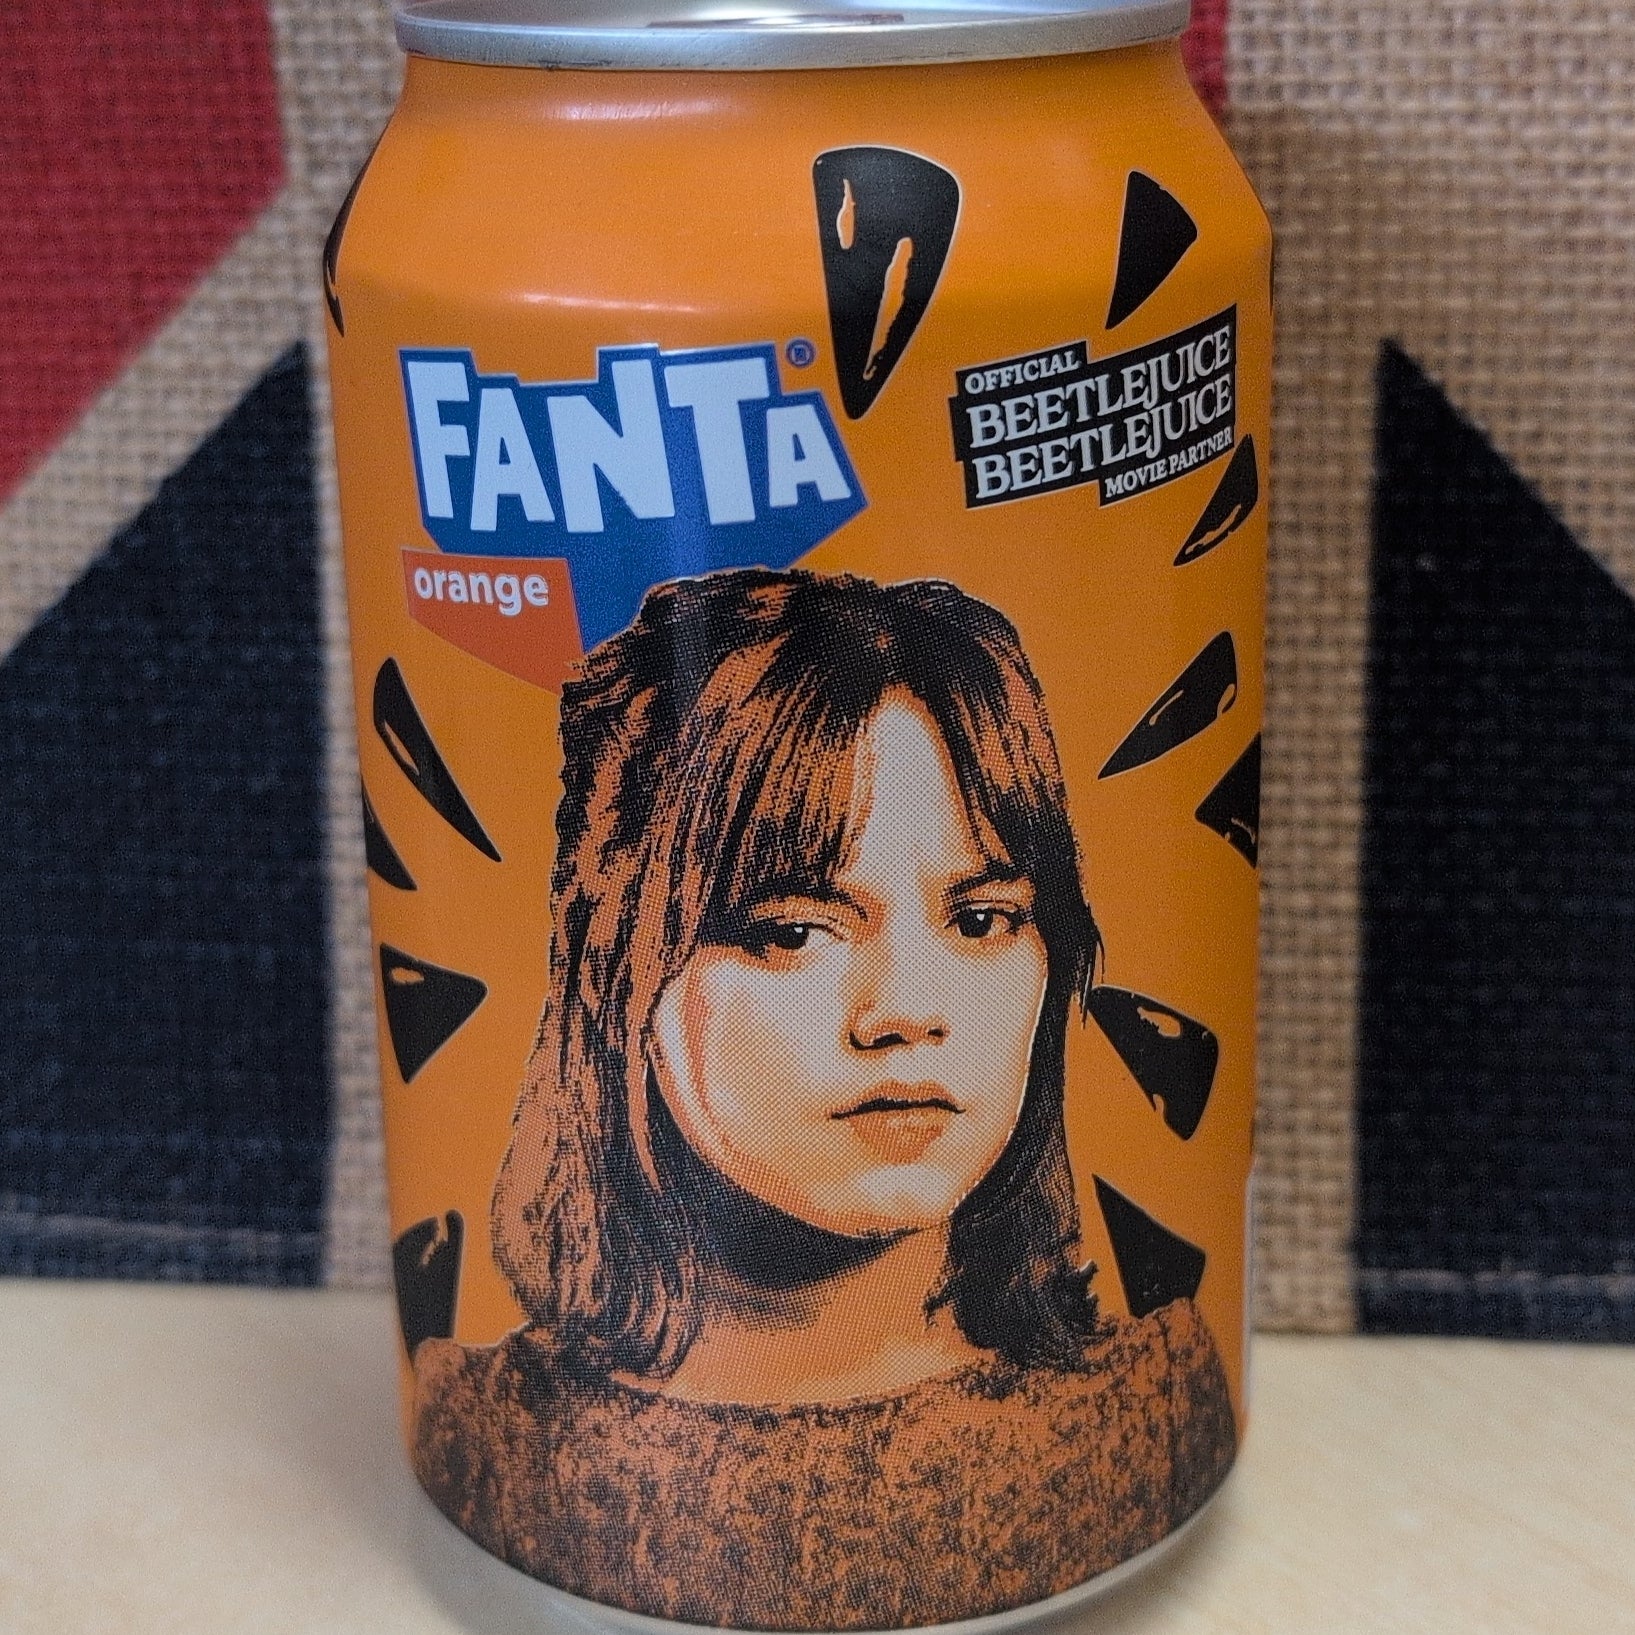 FANTA®
orange
OFFICIAL
BEETLEJUICE
BEETLEJUICE
MOVIE PARTNER